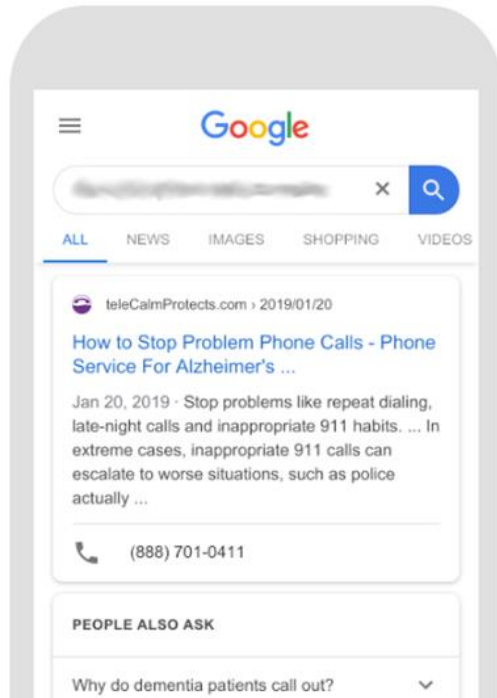 Google
ALL NEWS IMAGES SHOPPING VIDEOS
teleCalmProtects.com › 2019/01/20
How to Stop Problem Phone Calls - Phone
Service For Alzheimer's ...
Jan 20, 2019 · Stop problems like repeat dialing,
late-night calls and inappropriate 911 habits. ... In
extreme cases, inappropriate 911 calls can
escalate to worse situations, such as police
actually ...
(888) 701-0411
PEOPLE ALSO ASK
Why do dementia patients call out?